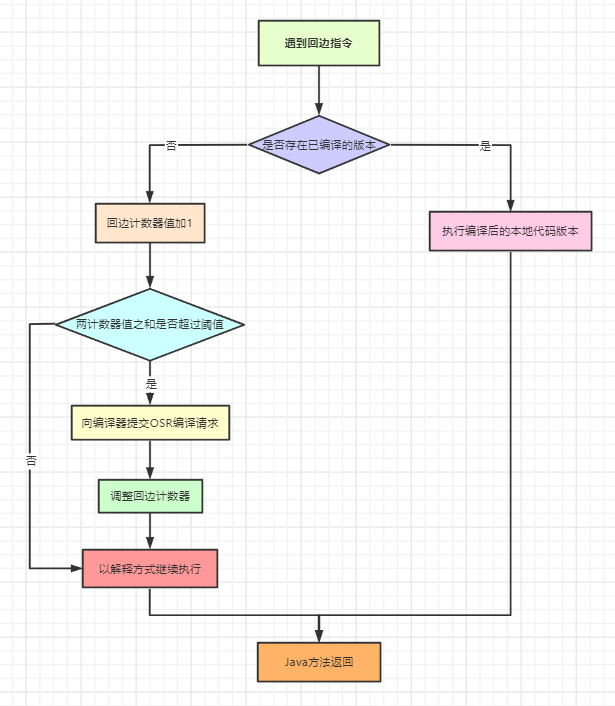 遇到回边指令
是否存在已编译的版本
否
是
回边计数器值加1
执行编译后的本地代码版本
两计数器值之和是否超过阈值
是
向编译器提交OSR编译请求
否
调整回边计数器
以解释方式继续执行
Java方法返回